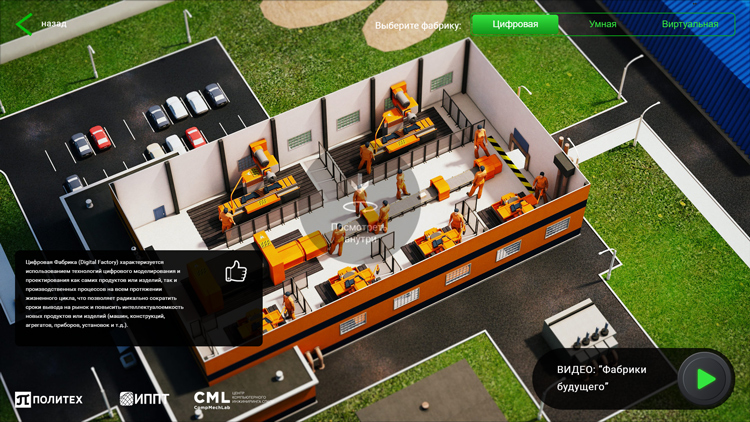 назад
Выберите фабрику:
Цифровая
Умная
Виртуальная
Посмотреть
внутри
Цифровая Фабрика (Digital Factory) характеризуется
использованием технологий цифрового моделирования и
проектирования как самих продуктов или изделий, так и
производственных процессов на всем протяжении
жизненного цикла, что позволяет радикально сократить
сроки вывода на рынок и повысить интеллектуалоемкость
новых продуктов или изделий (машин, конструкций,
агрегатов, приборов, установок и т.д.).
ВИДЕО: "Фабрики
будущего"
ПОЛИТЕХ
ИППТ
CML
CompMechLab
ЦЕНТР
КОМПЬЮТЕРНОГО
ИНЖИНИРИНГА